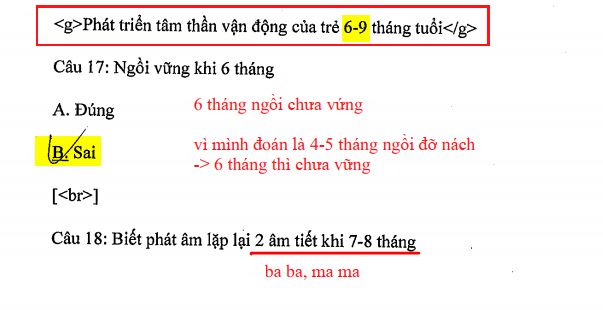 <g>Phát triển tâm thần vận động của trẻ 6-9 tháng tuổi</g>
Câu 17: Ngồi vững khi 6 tháng
A. Đúng
6 tháng ngồi chưa vứng
B. Sai
vì mình đoán là 4-5 tháng ngồi đỡ nách
-> 6 tháng thì chưa vững
[<br>]
Câu 18: Biết phát âm lặp lại 2 âm tiết khi 7-8 tháng
ba ba, ma ma